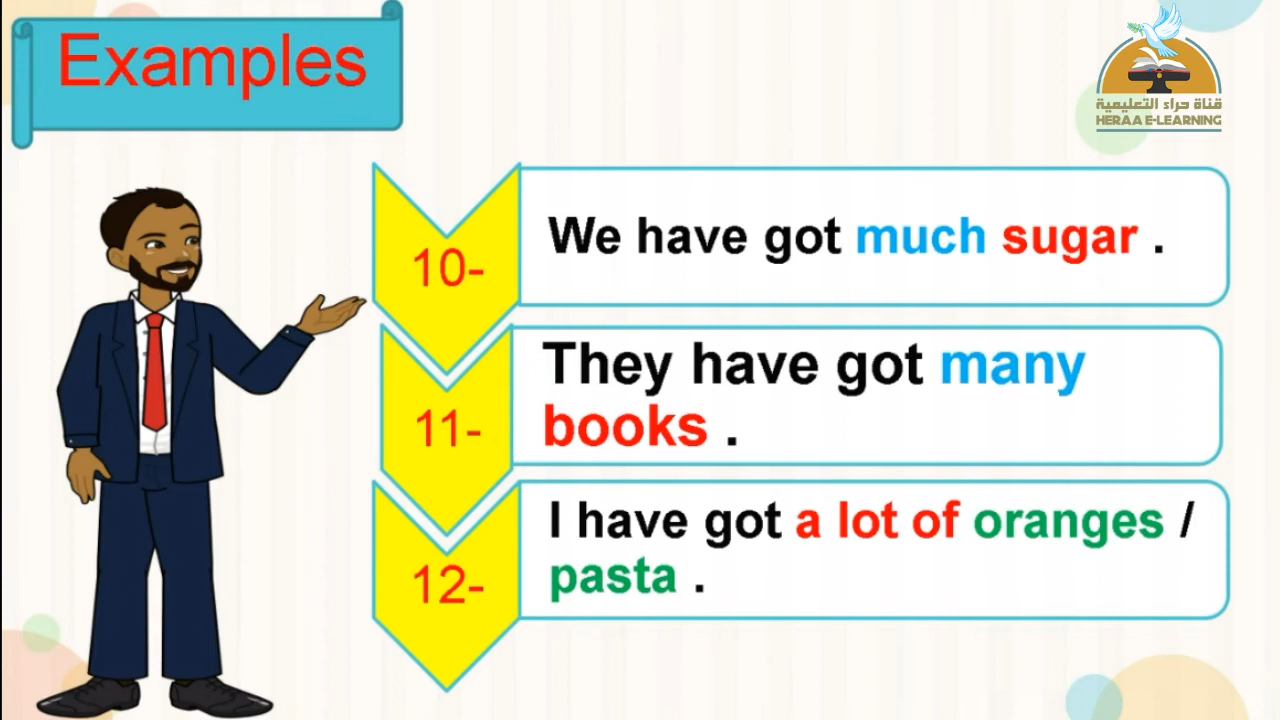 Examples
قناة حراء التعليمية
HERAA E-LEARNING
10-
We have got much sugar .
11-
They have got many
books .
12-
I have got a lot of oranges /
pasta .